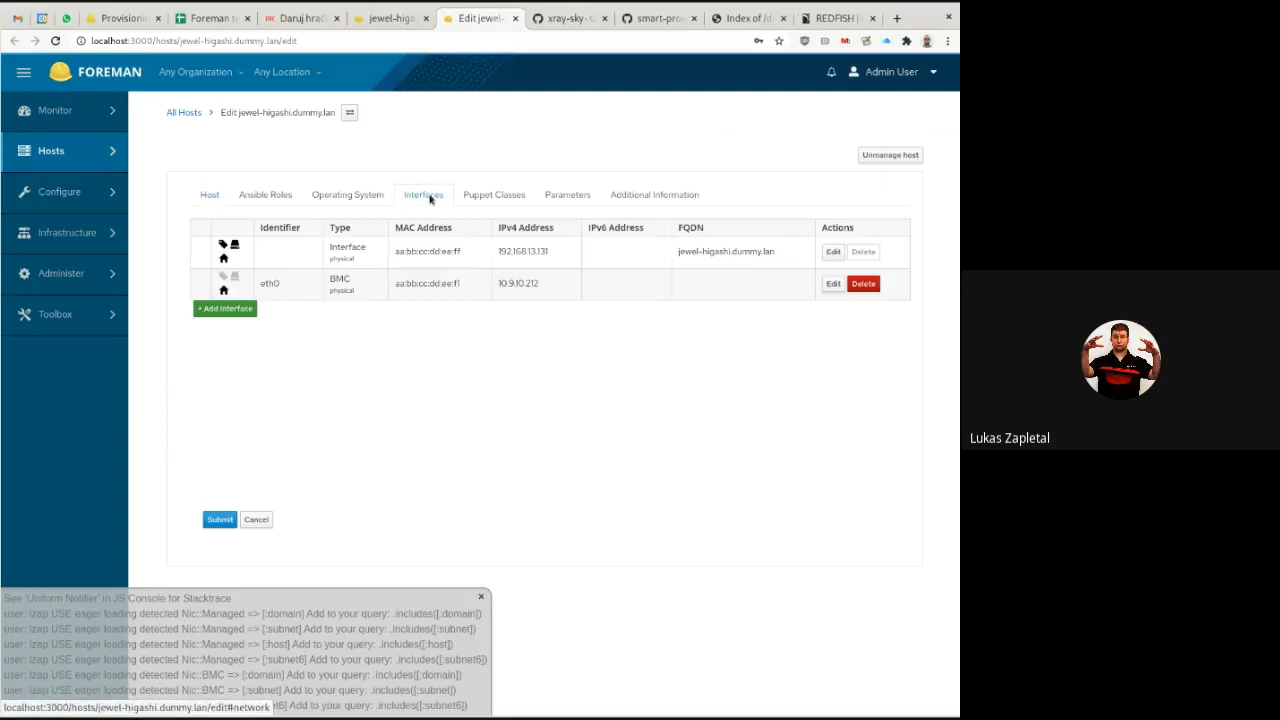 Provisionin
Foreman te
Daruj hrač
jewel-higa
Edit jewel-
xray-sky -
smart-pro
Index of /d
REDFISH
localhost:3000/hosts/jewel-higashi.dummy.lan/edit
FOREMAN
Any Organization
Any Location
Admin User
Monitor
Hosts
Configure
Infrastructure
Administer
Toolbox
All Hosts > Edit jewel-higashi.dummy.lan
Unmanage host
Host Ansible Roles Operating System Interfaces Puppet Classes Parameters Additional Information
Identifier Type MAC Address IPv4 Address IPv6 Address FQDN Actions
Interface
physical
aa:bb:cc:dd:ee:ff 192.168.13.131 jewel-higashi.dummy.lan Edit Delete
eth0
BMC
physical
aa:bb:cc:dd:ee:f1 10.9.10.212 Edit Delete
+ Add Interface
Submit Cancel
See 'Uniform Notifier' in JS Console for Stacktrace
user: lzap USE eager loading detected Nic::Managed => [:domain] Add to your query: .includes([:domain])
user: lzap USE eager loading detected Nic::Managed => [:subnet] Add to your query: .includes([:subnet])
user: lzap USE eager loading detected Nic::Managed => [:host] Add to your query: .includes([:host])
user: lzap USE eager loading detected Nic::Managed => [:subnet6] Add to your query: .includes([:subnet6])
user: lzap USE eager loading detected Nic::BMC => [:domain] Add to your query: .includes([:domain])
user: lzap USE eager loading detected Nic::BMC => [:subnet] Add to your query: .includes([:subnet])
t6] Add to your query: .includes([:subnet6])
localhost:3000/hosts/jewel-higashi.dummy.lan/edit#network
Lukas Zapletal